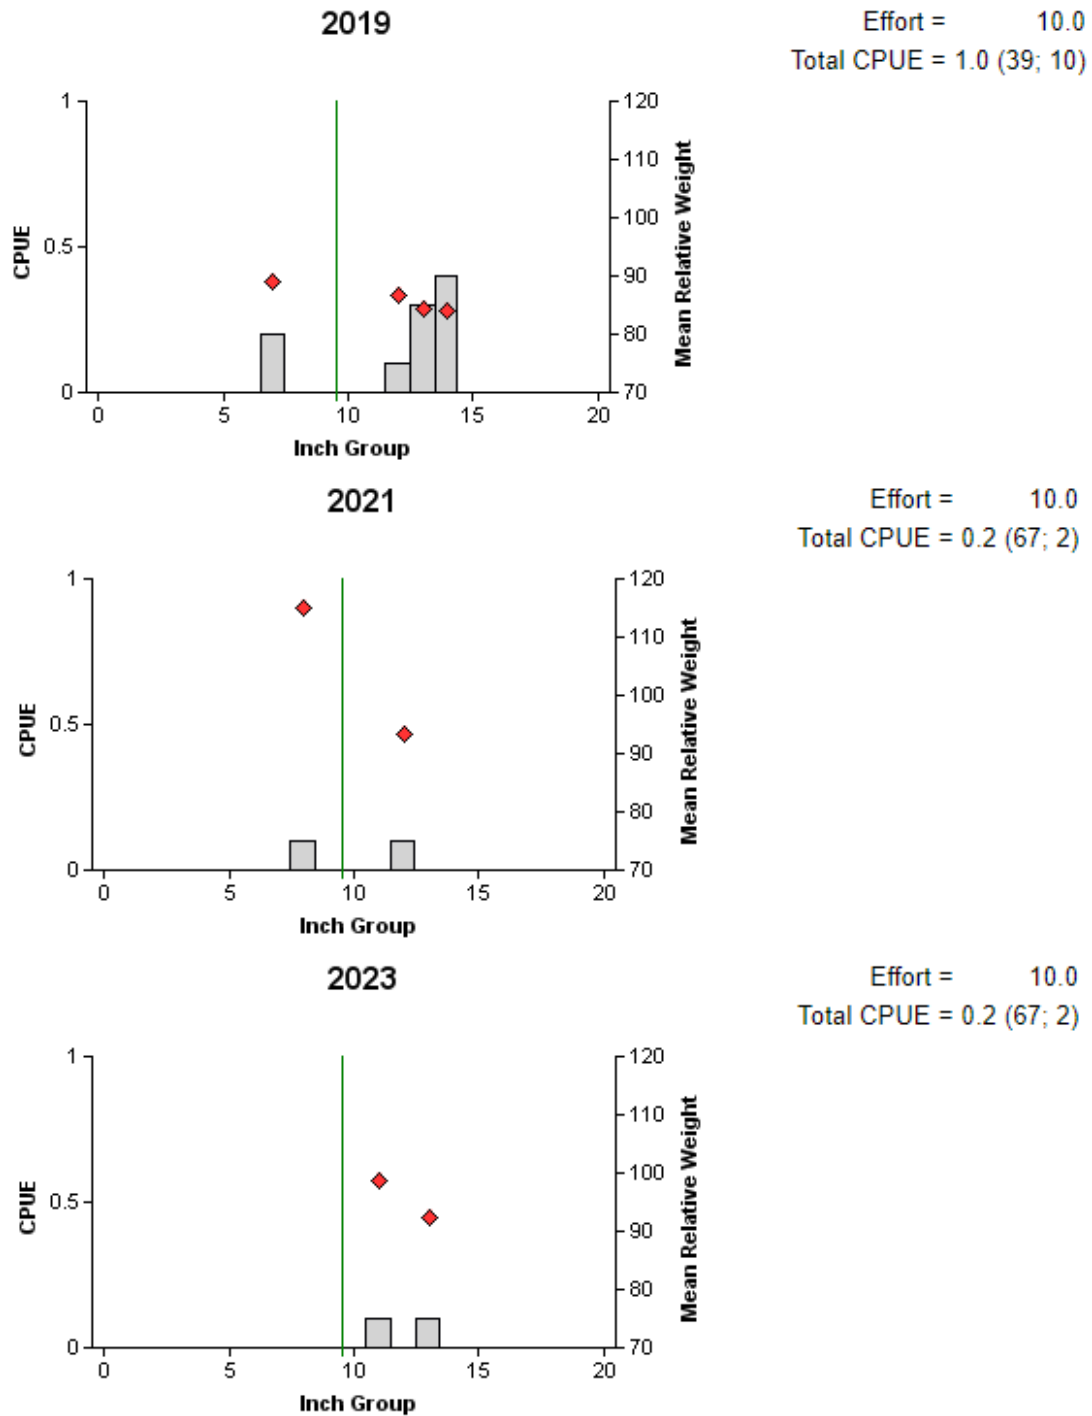 2019
Effort = 10.0
Total CPUE = 1.0 (39; 10)
1
0.5
0
CPUE
120
110
100
90
80
70
Mean Relative Weight
0 5 10 15 20
Inch Group
2021
Effort = 10.0
Total CPUE = 0.2 (67; 2)
1
0.5
0
CPUE
120
110
100
90
80
70
Mean Relative Weight
0 5 10 15 20
Inch Group
2023
Effort = 10.0
Total CPUE = 0.2 (67; 2)
1
0.5
0
CPUE
120
110
100
90
80
70
Mean Relative Weight
0 5 10 15 20
Inch Group